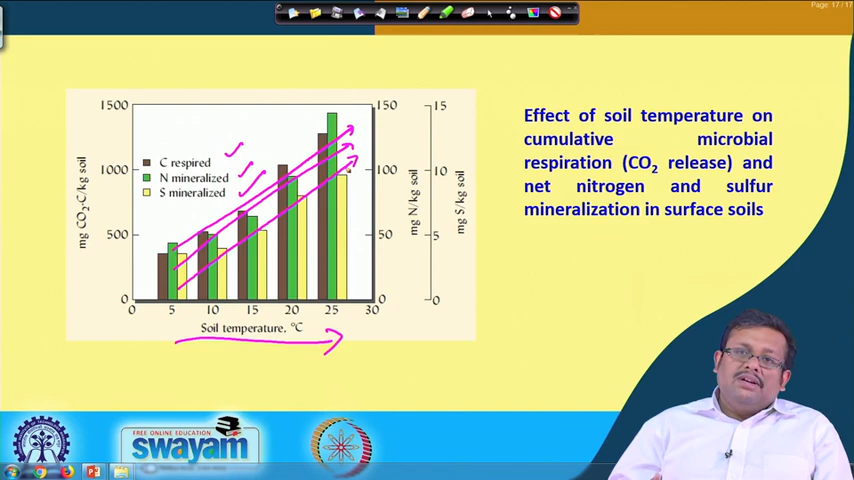 Page: 17 / 17
1500
1000
500
0
C respired
N mineralized
S mineralized
mg CO2-C/kg soil
150
100
50
0
mg N/kg soil
15
10
5
0
mg S/kg soil
0 5 10 15 20 25 30
Soil temperature, °C
Effect of soil temperature on
cumulative microbial
respiration (CO₂ release) and
net nitrogen and sulfur
mineralization in surface soils
FREE ONLINE EDUCATION
swayam